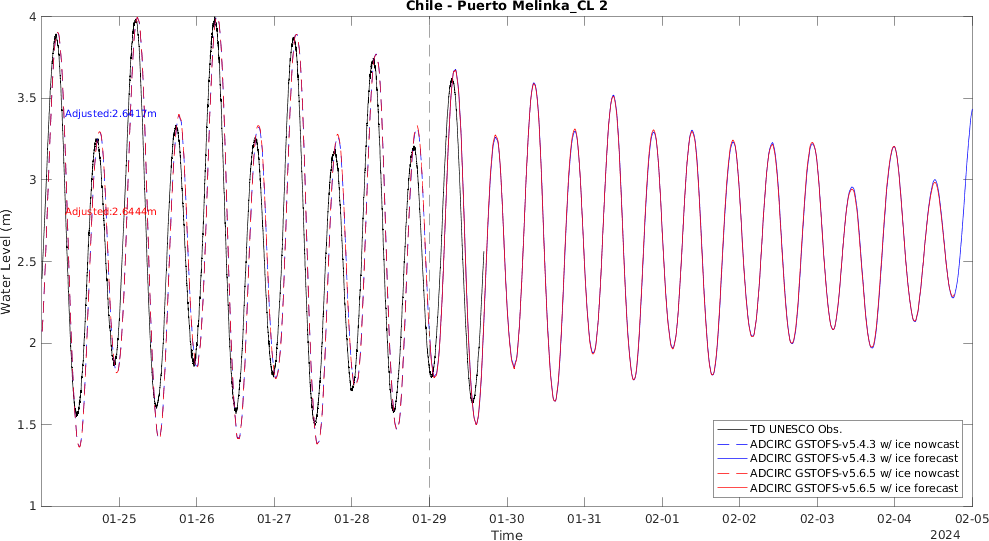 Chile - Puerto Melinka_CL 2
4
3.5
3
2.5
2
1.5
1
Water Level (m)
Adjusted:2.6417m
Adjusted:2.6444m
TD UNESCO Obs.
ADCIRC GSTOFS-v5.4.3 w/ ice nowcast
ADCIRC GSTOFS-v5.4.3 w/ ice forecast
ADCIRC GSTOFS-v5.6.5 w/ ice nowcast
ADCIRC GSTOFS-v5.6.5 w/ ice forecast
01-25 01-26 01-27 01-28 01-29 01-30 01-31 02-01 02-02 02-03 02-04 02-05
Time
2024